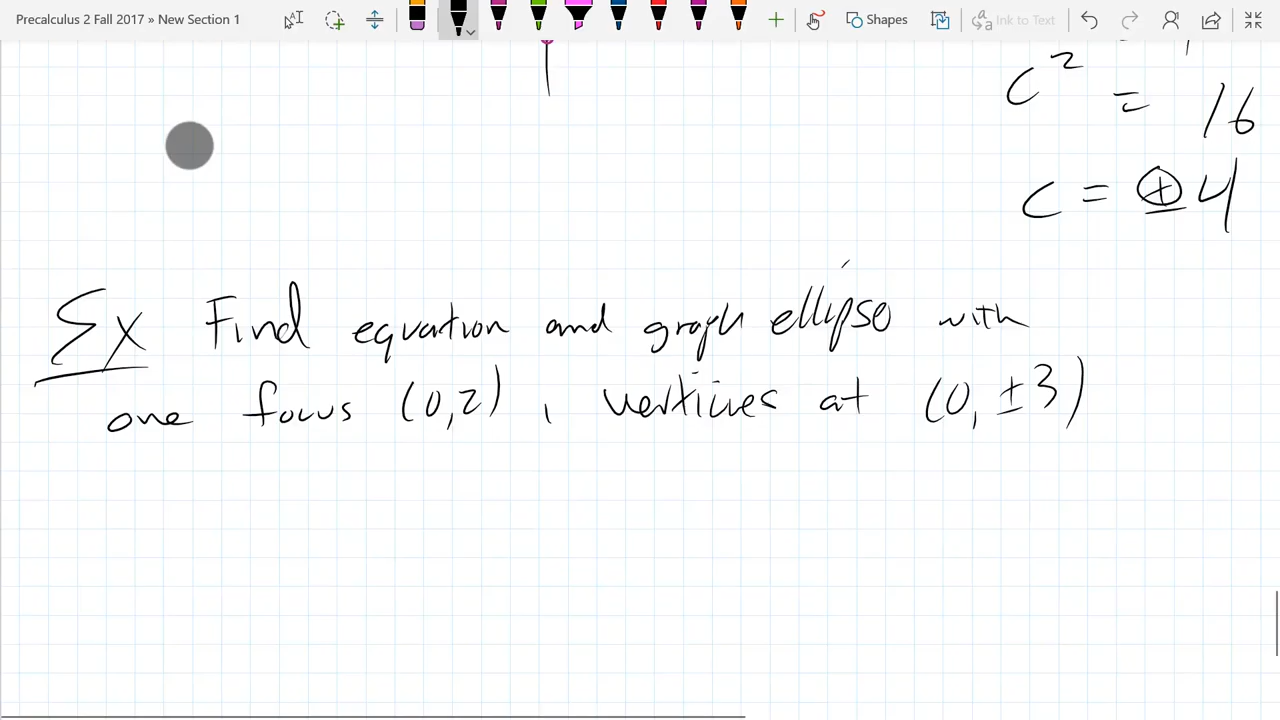 Precalculus 2 Fall 2017 » New Section 1
Shapes
Ink to Text
c² =
16
c = ± 4
Ex Find equation and graph ellipse with
one focus (0,2), vertices at (0, ±3)